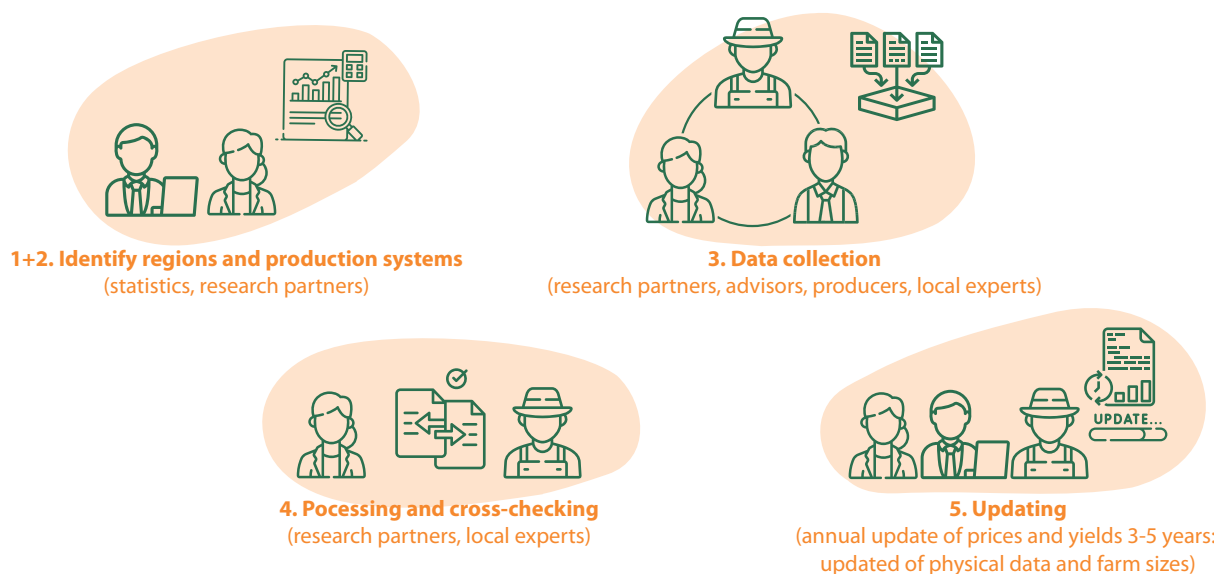 1+2. Identify regions and production systems
(statistics, research partners)
3. Data collection
(research partners, advisors, producers, local experts)
4. Pocessing and cross-checking
(research partners, local experts)
UPDATE...
5. Updating
(annual update of prices and yields 3-5 years:
updated of physical data and farm sizes)